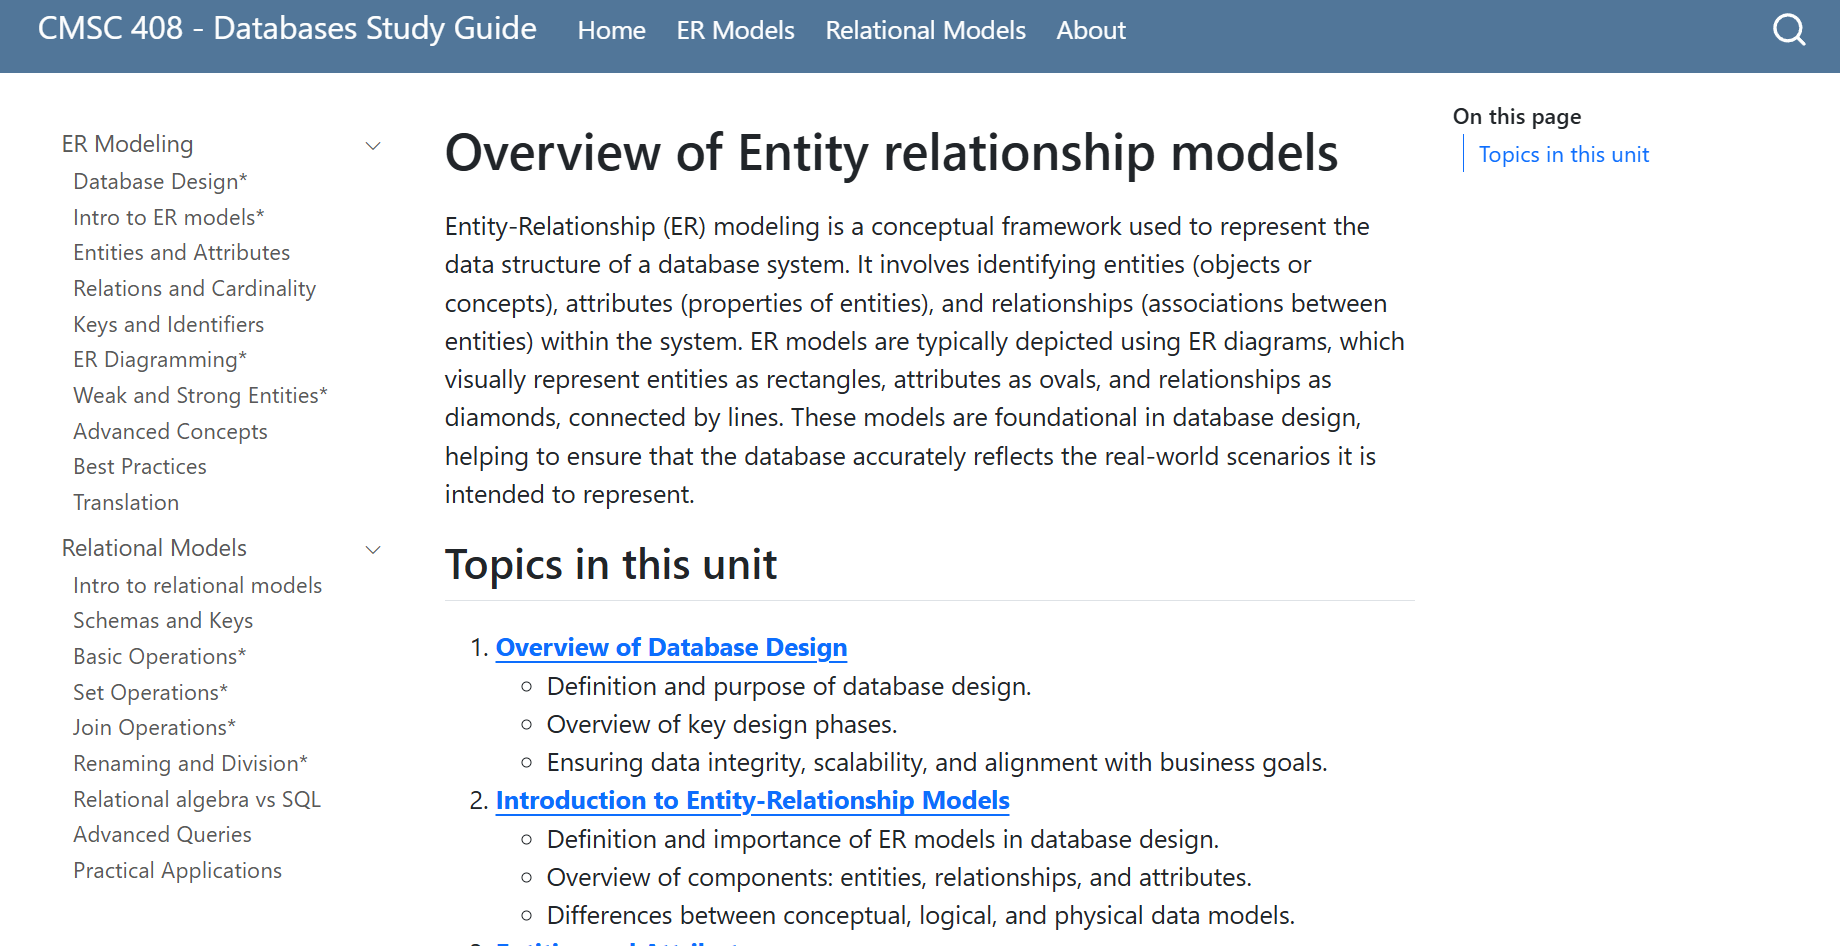 CMSC 408 - Databases Study Guide
Home
ER Models
Relational Models
About
ER Modeling
Database Design*
Intro to ER models*
Entities and Attributes
Relations and Cardinality
Keys and Identifiers
ER Diagramming*
Weak and Strong Entities*
Advanced Concepts
Best Practices
Translation
Relational Models
Intro to relational models
Schemas and Keys
Basic Operations*
Set Operations*
Join Operations*
Renaming and Division*
Relational algebra vs SQL
Advanced Queries
Practical Applications
Overview of Entity relationship models
Entity-Relationship (ER) modeling is a conceptual framework used to represent the
data structure of a database system. It involves identifying entities (objects or
concepts), attributes (properties of entities), and relationships (associations between
entities) within the system. ER models are typically depicted using ER diagrams, which
visually represent entities as rectangles, attributes as ovals, and relationships as
diamonds, connected by lines. These models are foundational in database design,
helping to ensure that the database accurately reflects the real-world scenarios it is
intended to represent.
Topics in this unit
1. Overview of Database Design
Definition and purpose of database design.
Overview of key design phases.
Ensuring data integrity, scalability, and alignment with business goals.
2. Introduction to Entity-Relationship Models
Definition and importance of ER models in database design.
Overview of components: entities, relationships, and attributes.
Differences between conceptual, logical, and physical data models.
On this page
Topics in this unit